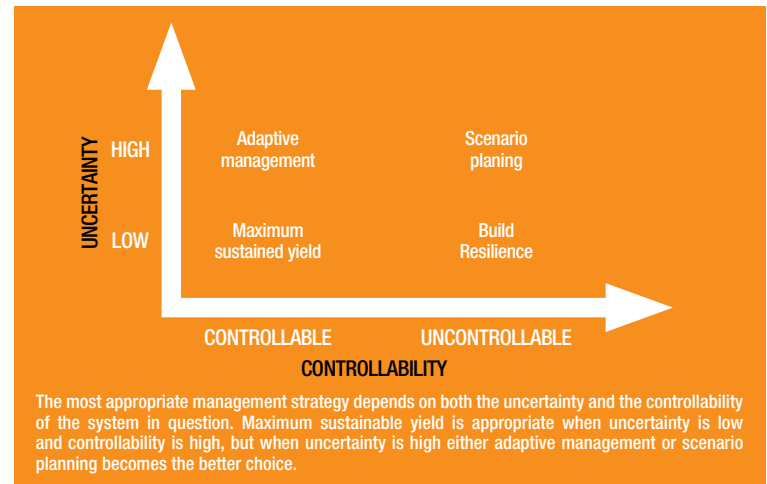 UNCERTAINTY
HIGH
Adaptive
management
Scenario
planing
LOW
Maximum
sustained yield
Build
Resilience
CONTROLLABLE
UNCONTROLLABLE
CONTROLLABILITY
The most appropriate management strategy depends on both the uncertainty and the controllability
of the system in question. Maximum sustainable yield is appropriate when uncertainty is low
and controllability is high, but when uncertainty is high either adaptive management or scenario
planning becomes the better choice.